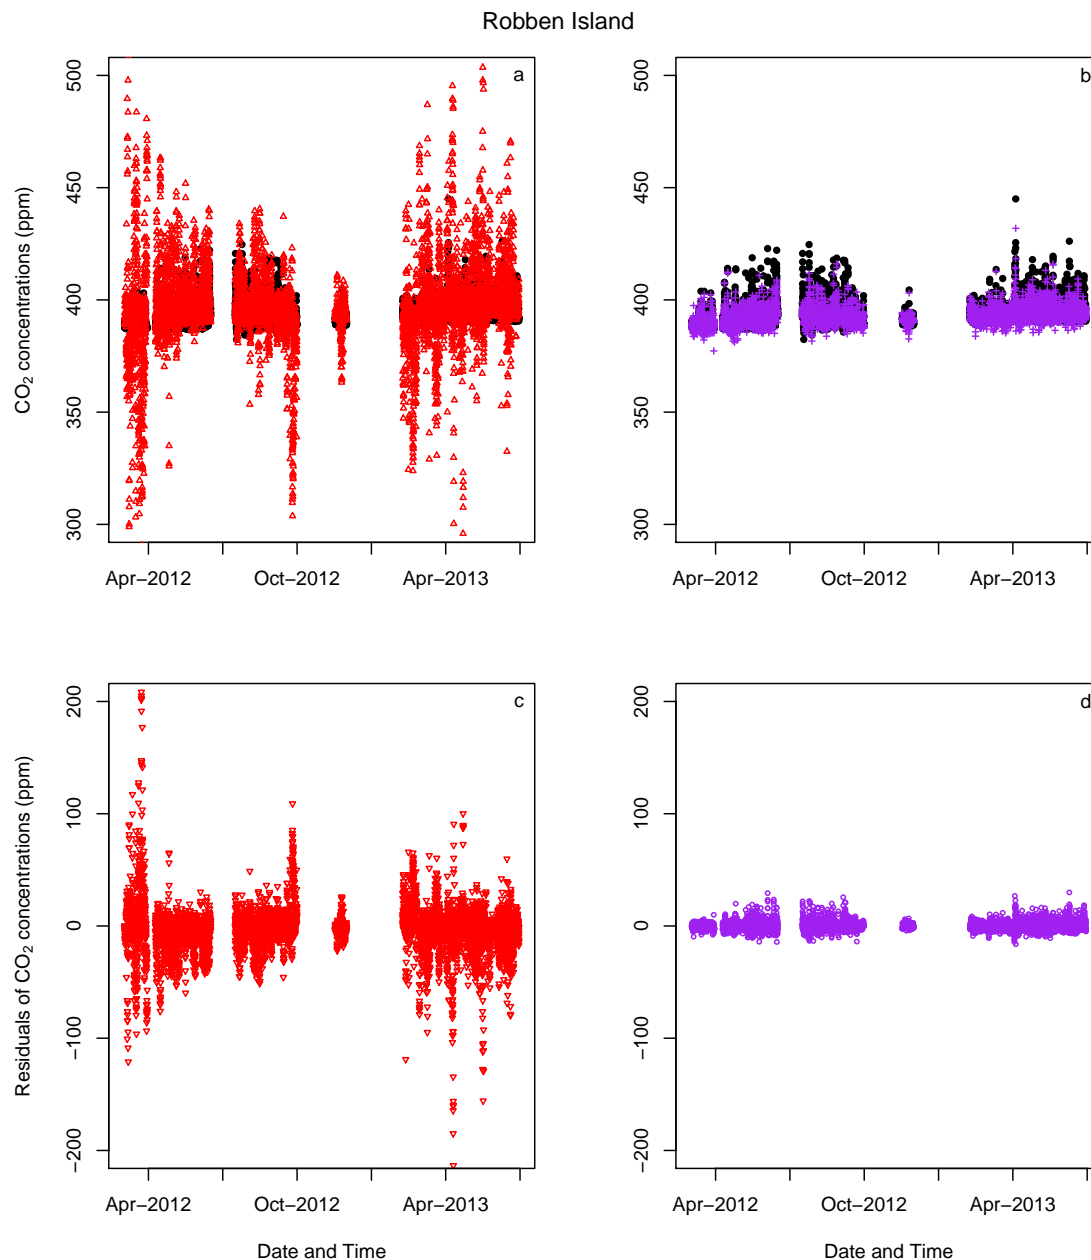 Robben Island
a
500
450
400
350
300
CO₂ concentrations (ppm)
Apr−2012 Oct−2012 Apr−2013
b
500
450
400
350
300
Apr−2012 Oct−2012 Apr−2013
c
200
100
0
−100
−200
Residuals of CO₂ concentrations (ppm)
Apr−2012 Oct−2012 Apr−2013
Date and Time
d
200
100
0
−100
−200
Apr−2012 Oct−2012 Apr−2013
Date and Time